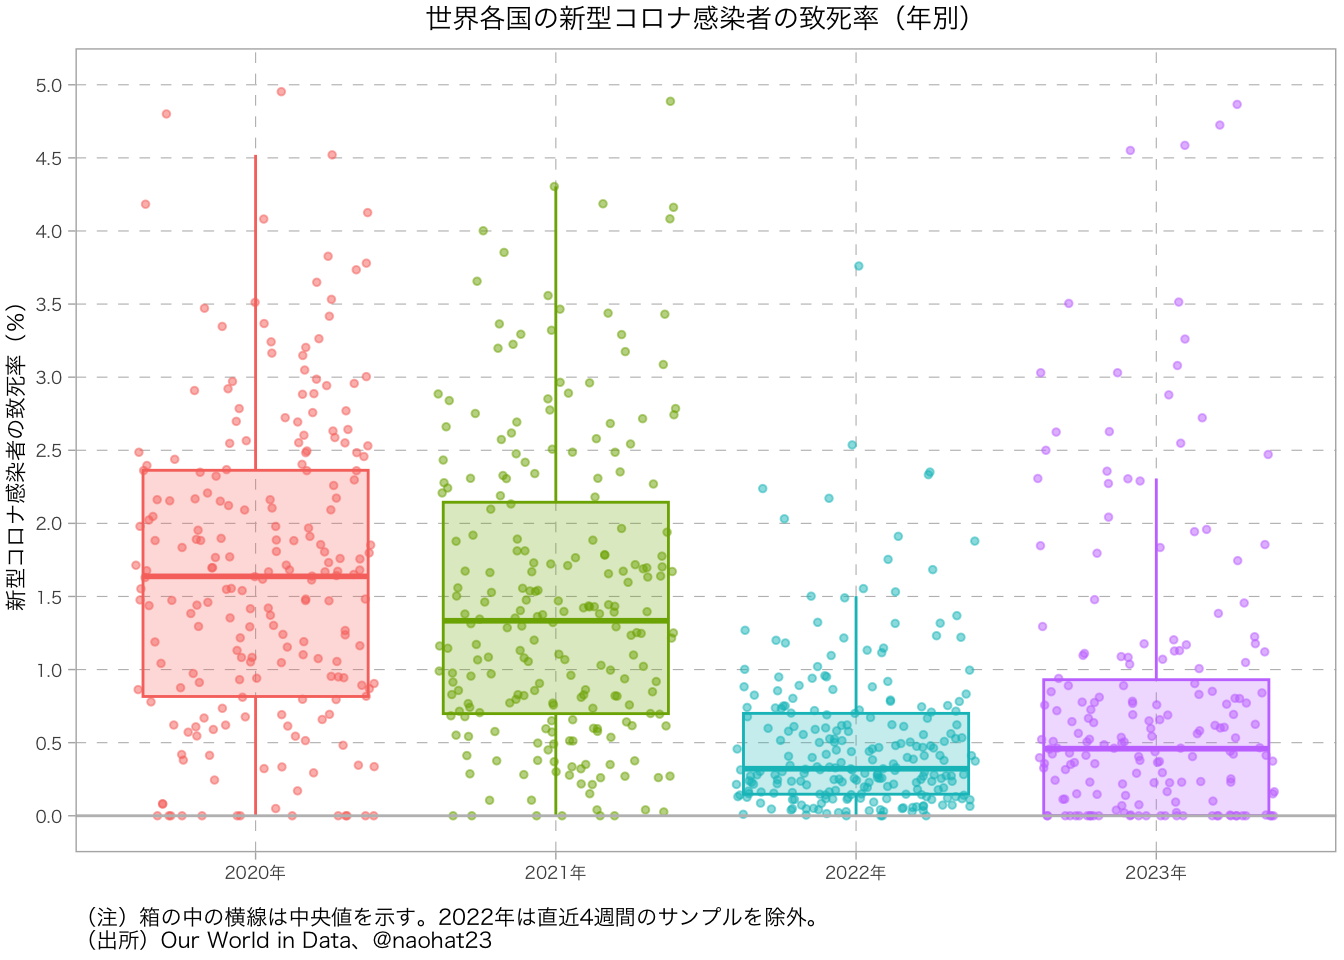 世界各国の新型コロナ感染者の致死率（年別）
新型コロナ感染者の致死率（%）
5.0
4.5
4.0
3.5
3.0
2.5
2.0
1.5
1.0
0.5
0.0
2020年
2021年
2022年
2023年
（注）箱の中の横線は中央値を示す。2022年は直近4週間のサンプルを除外。
（出所）Our World in Data、@naohat23